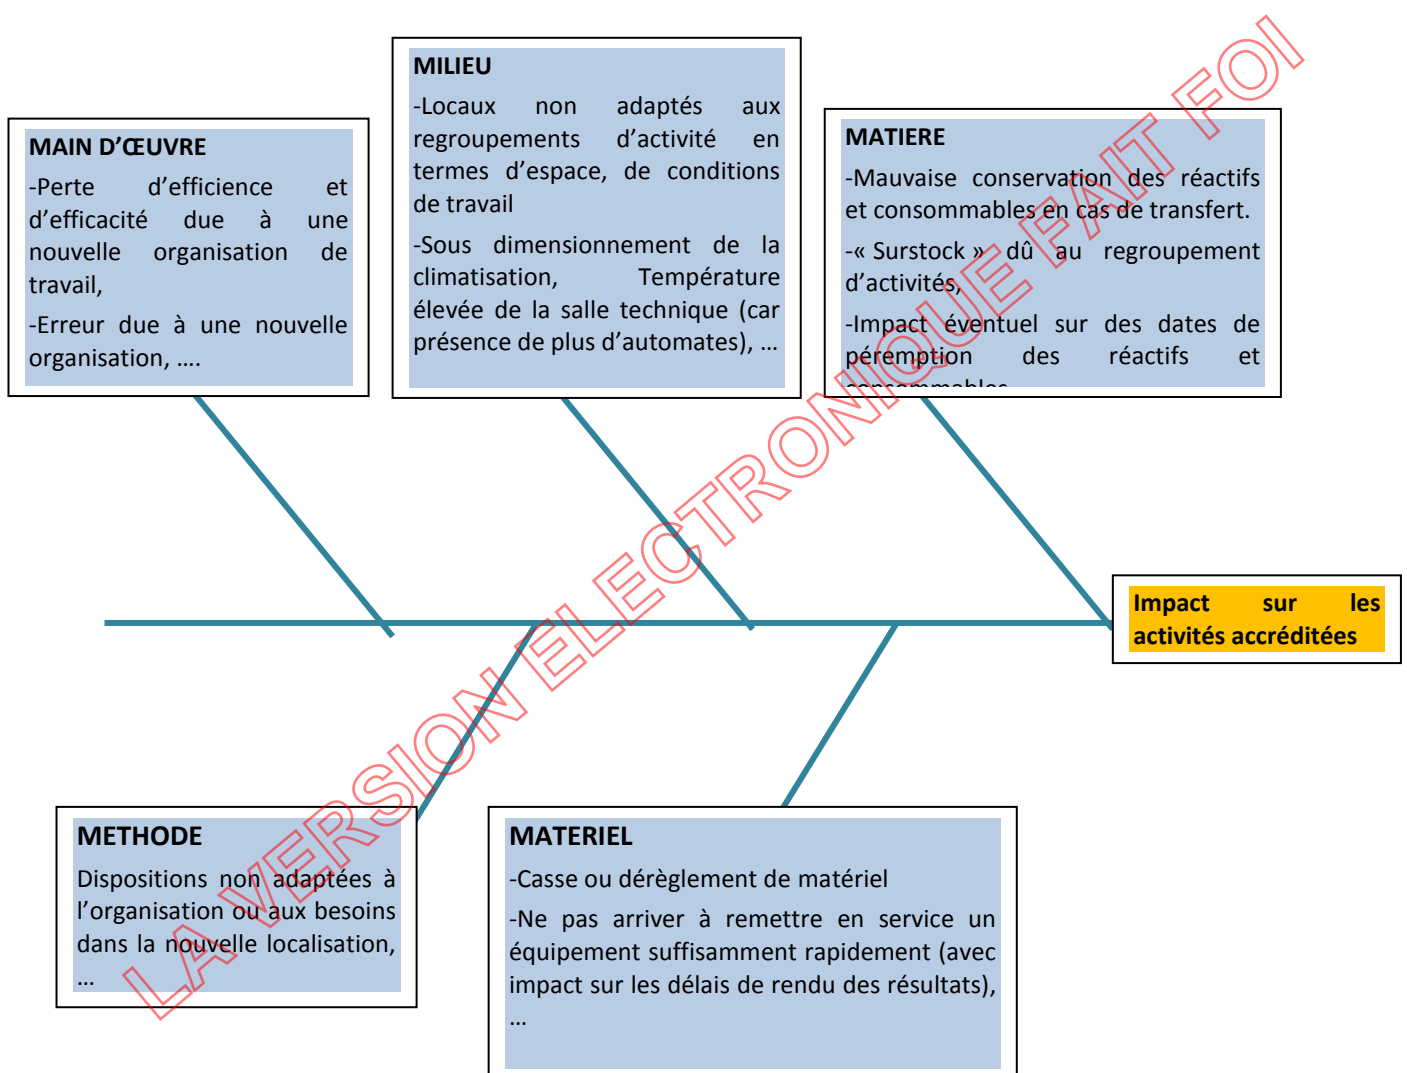 MAIN D’ŒUVRE
-Perte d’efficience et
d’efficacité due à une
nouvelle organisation de
travail,
-Erreur due à une nouvelle
organisation, ….
MILIEU
-Locaux non adaptés aux
regroupements d’activité en
termes d’espace, de conditions
de travail
-Sous dimensionnement de la
climatisation, Température
élevée de la salle technique (car
présence de plus d’automates), …
MATIERE
-Mauvaise conservation des réactifs
et consommables en cas de transfert.
-« Surstock » dû au regroupement
d’activités,
-Impact éventuel sur des dates de
péremption des réactifs et
consommables
Impact sur les
activités accréditées
METHODE
Dispositions non adaptées à
l’organisation ou aux besoins
dans la nouvelle localisation,
…
MATERIEL
-Casse ou dérèglement de matériel
-Ne pas arriver à remettre en service un
équipement suffisamment rapidement (avec
impact sur les délais de rendu des résultats),
…
LA VERSION ELECTRONIQUE FAIT FOI